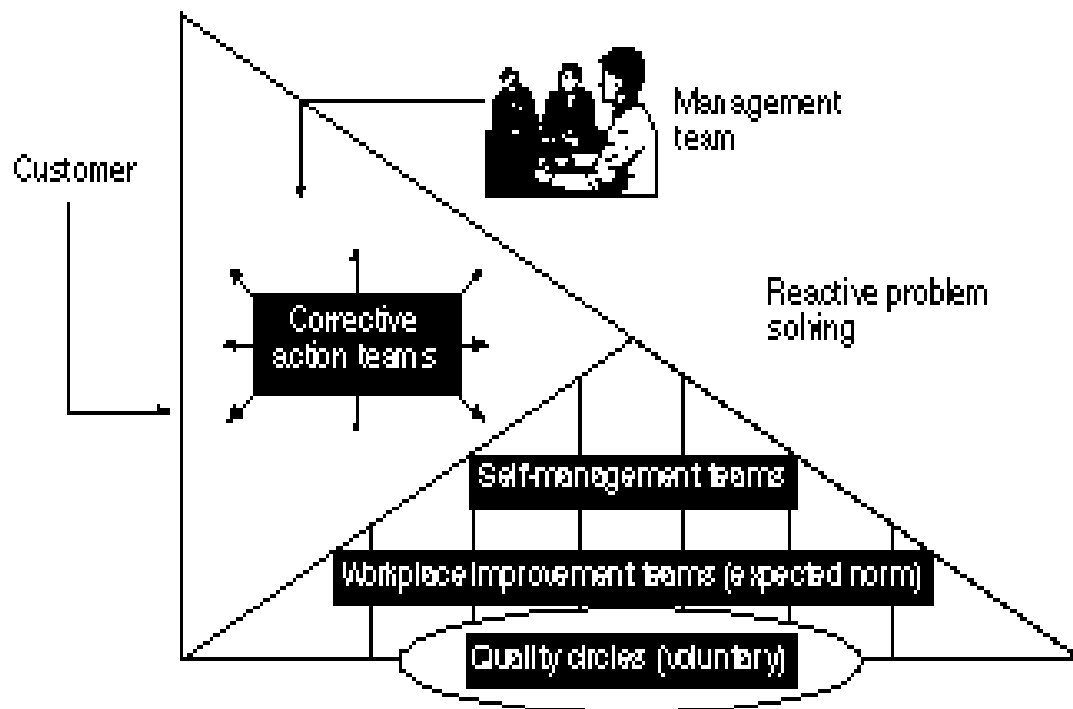 Management
team
Customer
Reactive problem
solving
Corrective
action teams
Self-management teams
Workplace improvement teams (expected norm)
Quality circles (voluntary)